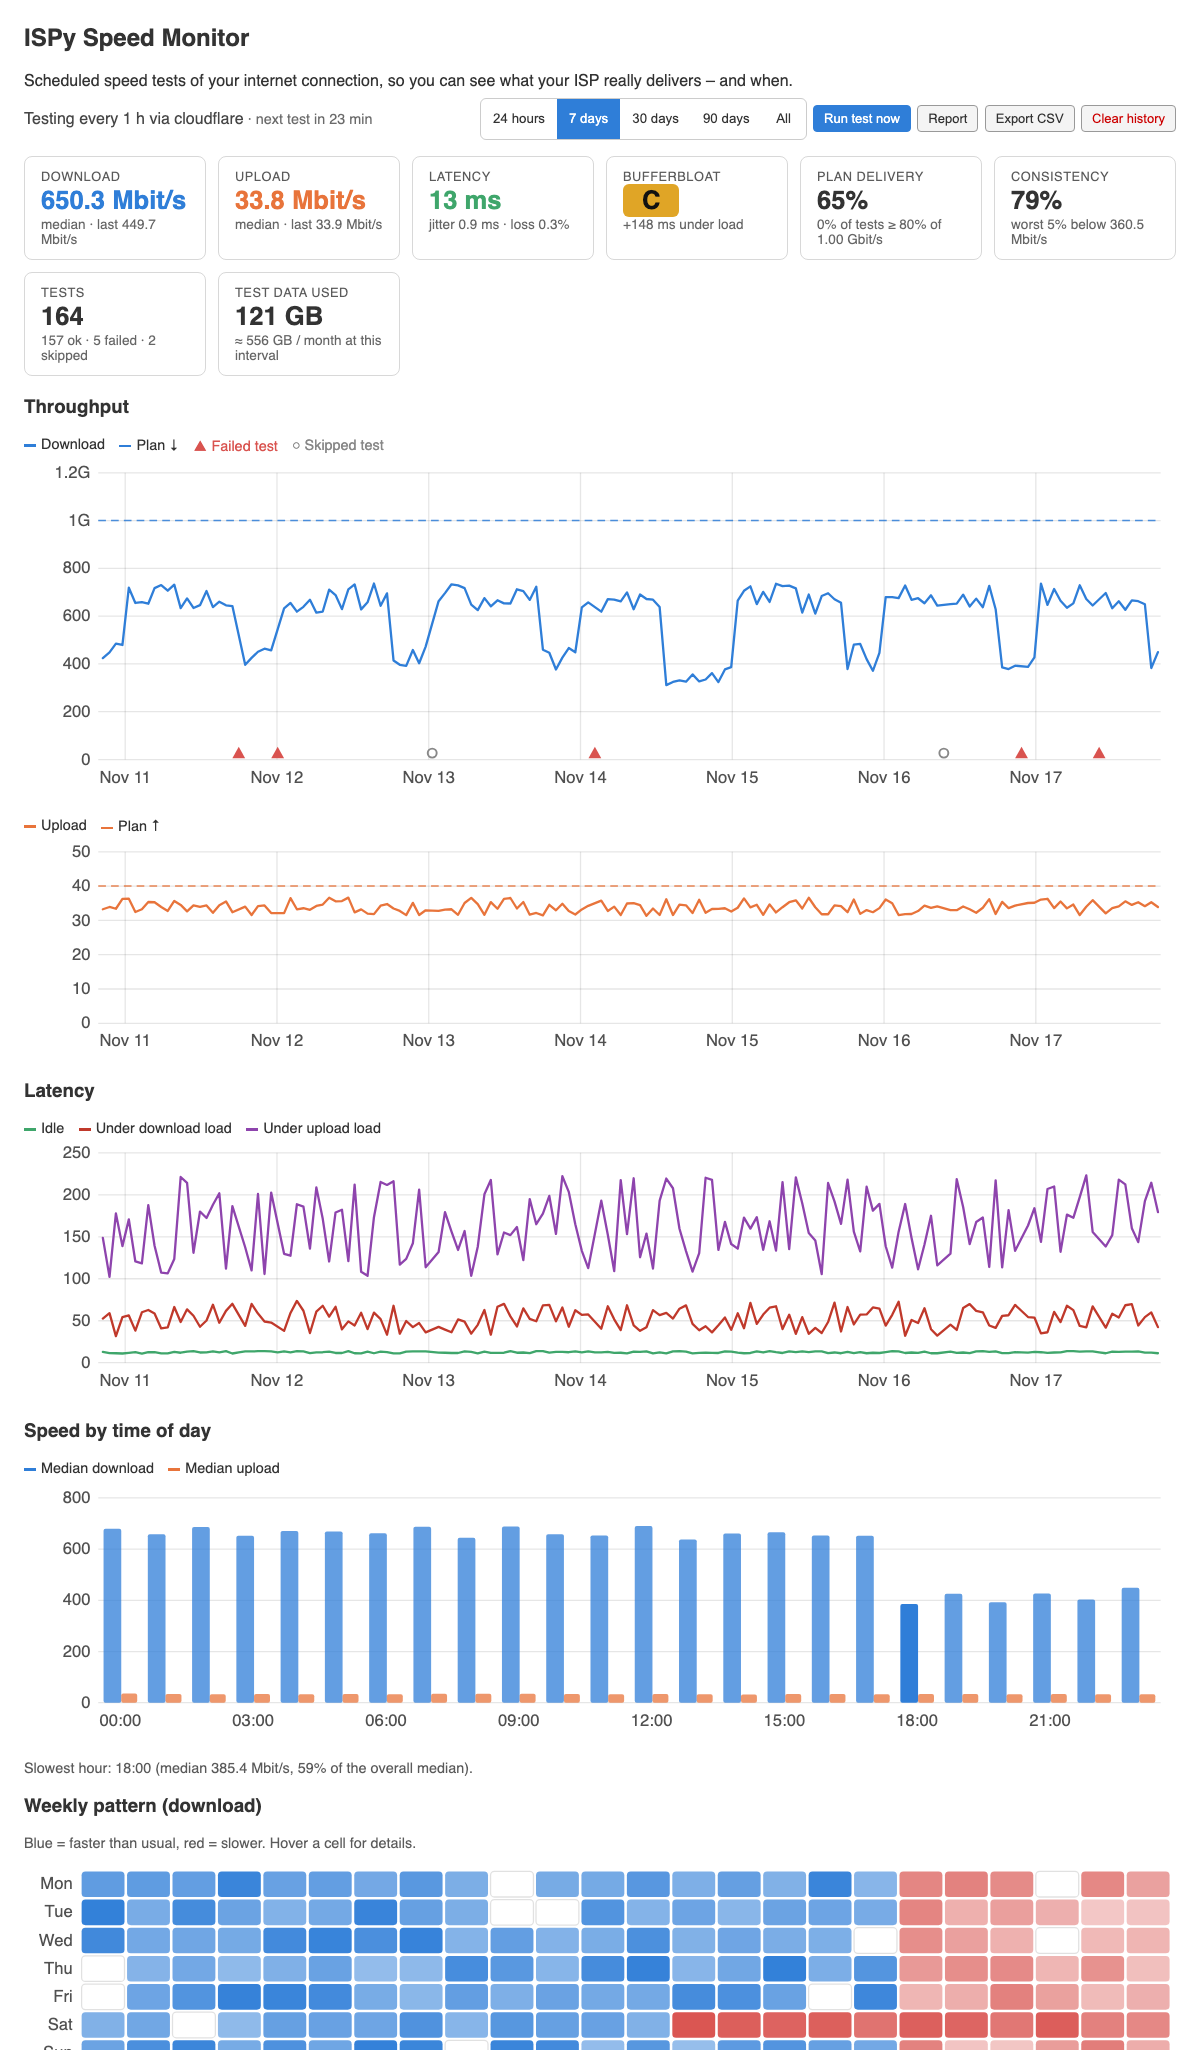 ISPy Speed Monitor
Scheduled speed tests of your internet connection, so you can see what your ISP really delivers – and when.
Testing every 1 h via cloudflare · next test in 23 min
24 hours 7 days 30 days 90 days All Run test now Report Export CSV Clear history
DOWNLOAD
650.3 Mbit/s
median · last 449.7
Mbit/s
UPLOAD
33.8 Mbit/s
median · last 33.9 Mbit/s
LATENCY
13 ms
jitter 0.9 ms · loss 0.3%
BUFFERBLOAT
C
+148 ms under load
PLAN DELIVERY
65%
0% of tests ≥ 80% of
1.00 Gbit/s
CONSISTENCY
79%
worst 5% below 360.5
Mbit/s
TESTS
164
157 ok · 5 failed · 2
skipped
TEST DATA USED
121 GB
≈ 556 GB / month at this
interval
Throughput
Download Plan ↓ Failed test Skipped test
1.2G
1G
800
600
400
200
0
Nov 11 Nov 12 Nov 13 Nov 14 Nov 15 Nov 16 Nov 17
Upload Plan ↑
50
40
30
20
10
0
Nov 11 Nov 12 Nov 13 Nov 14 Nov 15 Nov 16 Nov 17
Latency
Idle Under download load Under upload load
250
200
150
100
50
0
Nov 11 Nov 12 Nov 13 Nov 14 Nov 15 Nov 16 Nov 17
Speed by time of day
Median download Median upload
800
600
400
200
0
00:00 03:00 06:00 09:00 12:00 15:00 18:00 21:00
Slowest hour: 18:00 (median 385.4 Mbit/s, 59% of the overall median).
Weekly pattern (download)
Blue = faster than usual, red = slower. Hover a cell for details.
Mon
Tue
Wed
Thu
Fri
Sat